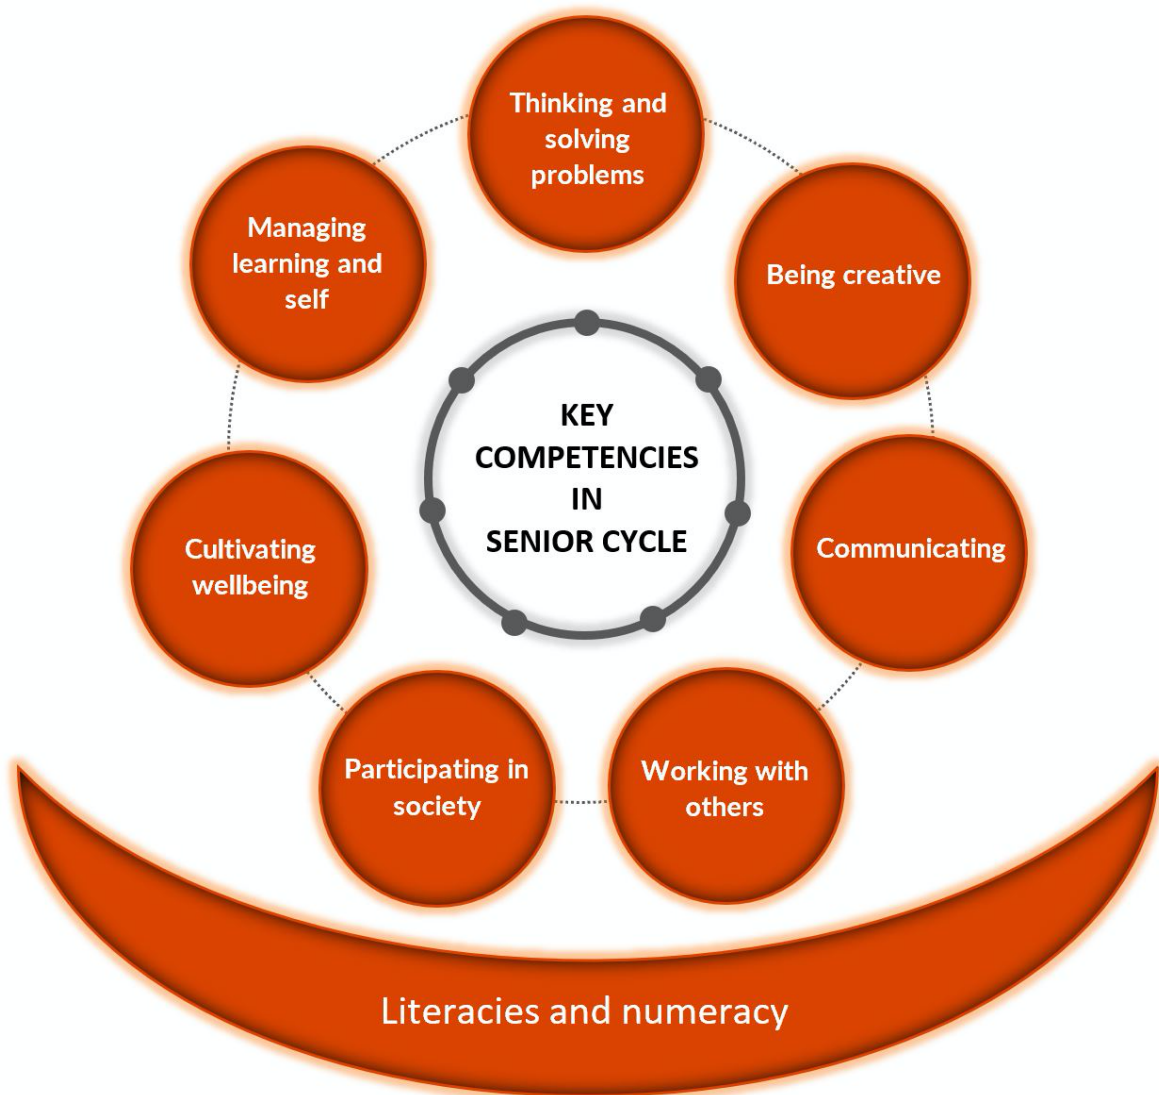 Thinking and
solving
problems
Managing
learning and
self
Being creative
KEY
COMPETENCIES
IN
SENIOR CYCLE
Cultivating
wellbeing
Communicating
Participating in
society
Working with
others
Literacies and numeracy